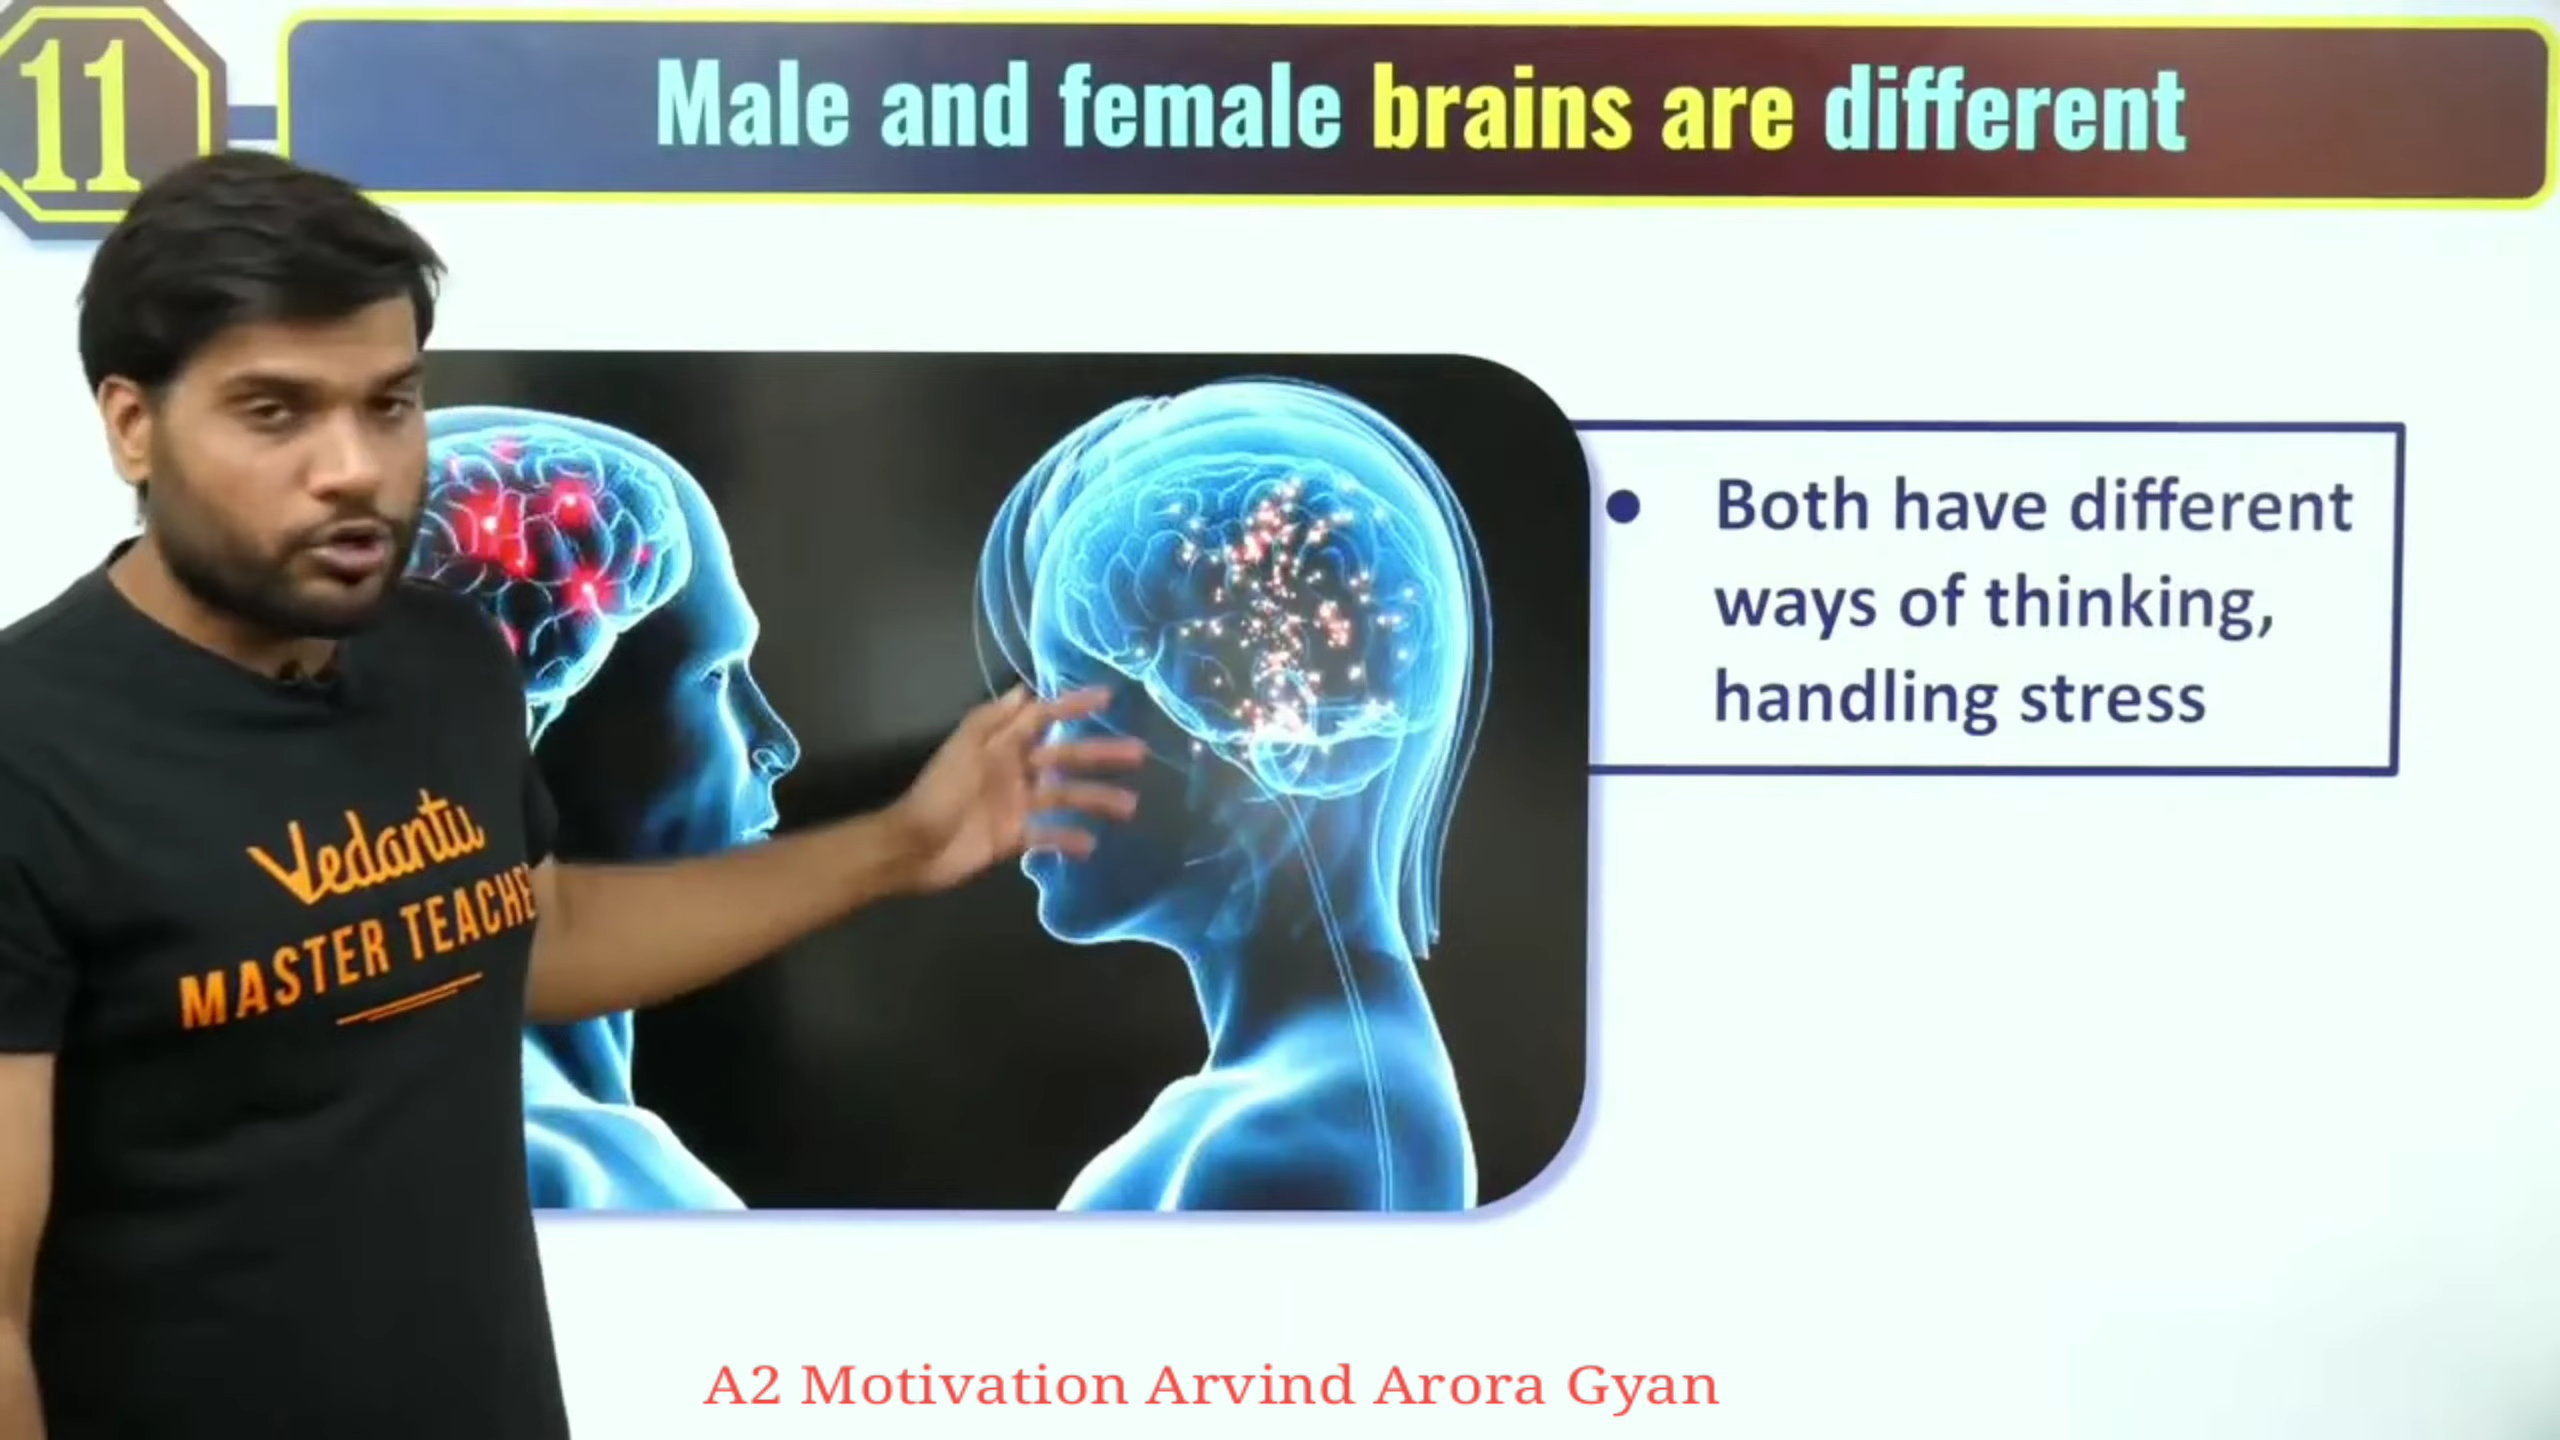 11
Male and female brains are different
• Both have different
ways of thinking,
handling stress
Vedantu
MASTER TEACHE
A2 Motivation Arvind Arora Gyan